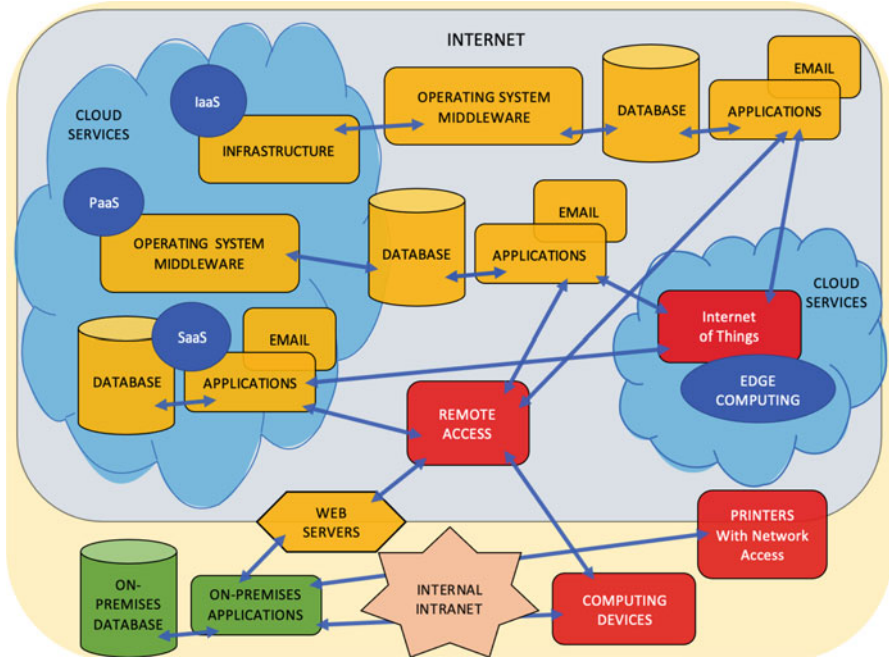 INTERNET
CLOUD
SERVICES
IaaS
INFRASTRUCTURE
OPERATING SYSTEM
MIDDLEWARE
DATABASE
EMAIL
APPLICATIONS
PaaS
OPERATING SYSTEM
MIDDLEWARE
DATABASE
EMAIL
APPLICATIONS
SaaS
DATABASE
EMAIL
APPLICATIONS
CLOUD
SERVICES
Internet
of Things
EDGE
COMPUTING
REMOTE
ACCESS
WEB
SERVERS
PRINTERS
With Network
Access
ON-
PREMISES
DATABASE
ON-PREMISES
APPLICATIONS
INTERNAL
INTRANET
COMPUTING
DEVICES